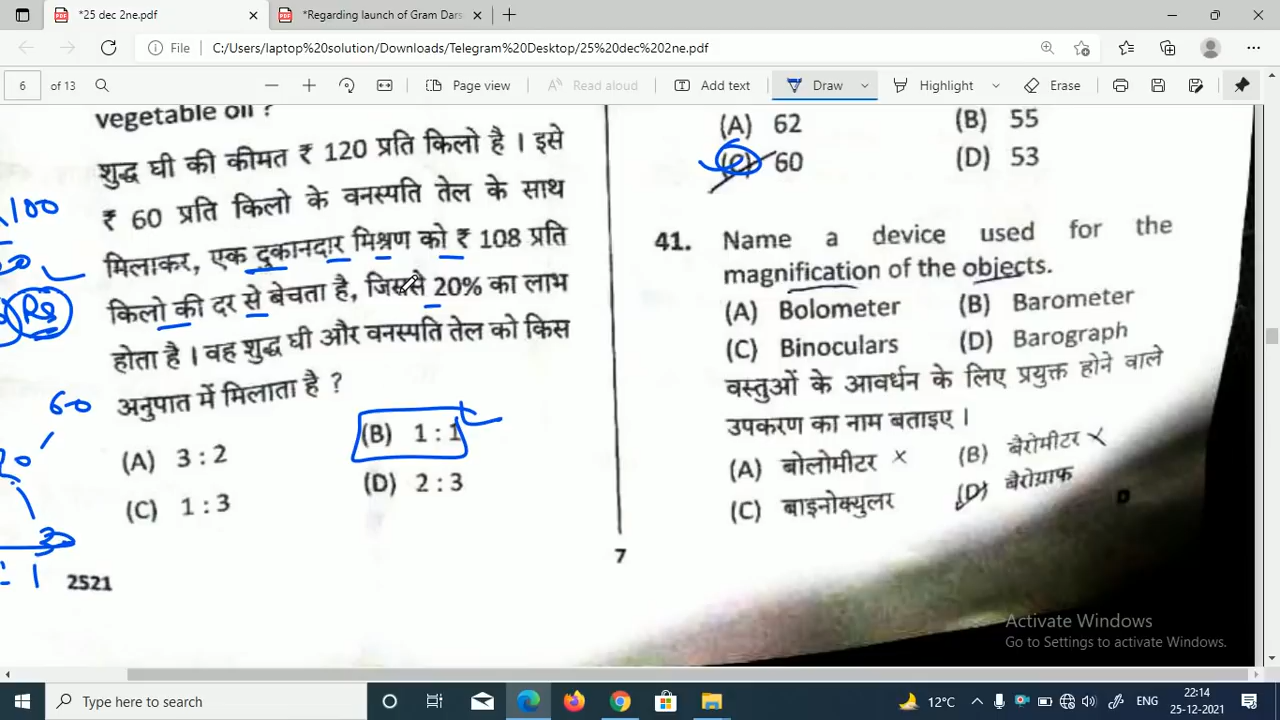 *25 dec 2ne.pdf
*Regarding launch of Gram Dars
File C:/Users/laptop%20solution/Downloads/Telegram%20Desktop/25%20dec%202ne.pdf
6 of 13
Page view
Read aloud
Add text
Draw
Highlight
Erase
vegetable oil ?
शुद्ध घी की कीमत ₹ 120 प्रति किलो है । इसे
₹ 60 प्रति किलो के वनस्पति तेल के साथ
मिलाकर, एक दुकानदार मिश्रण को ₹ 108 प्रति
किलो की दर से बेचता है, जिससे 20% का लाभ
होता है । वह शुद्ध घी और वनस्पति तेल को किस
अनुपात में मिलाता है ?
(A) 3 : 2 (B) 1 : 1
(C) 1 : 3 (D) 2 : 3
100
Rs
60
30
1
2521
7
(A) 62 (B) 55
(C) 60 (D) 53
41. Name a device used for the
magnification of the objects.
(A) Bolometer (B) Barometer
(C) Binoculars (D) Barograph
वस्तुओं के आवर्धन के लिए प्रयुक्त होने वाले
उपकरण का नाम बताइए ।
(A) बोलोमीटर (B) बैरोमीटर
(C) बाइनोक्युलर (D) बैरोग्राफ
D
Activate Windows
Go to Settings to activate Windows.
Type here to search
12°C
ENG
22:14
25-12-2021